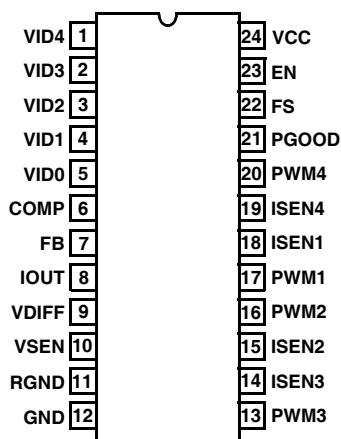 VID4 1 24 VCC
VID3 2 23 EN
VID2 3 22 FS
VID1 4 21 PGOOD
VID0 5 20 PWM4
COMP 6 19 ISEN4
FB 7 18 ISEN1
IOUT 8 17 PWM1
VDIFF 9 16 PWM2
VSEN 10 15 ISEN2
RGND 11 14 ISEN3
GND 12 13 PWM3